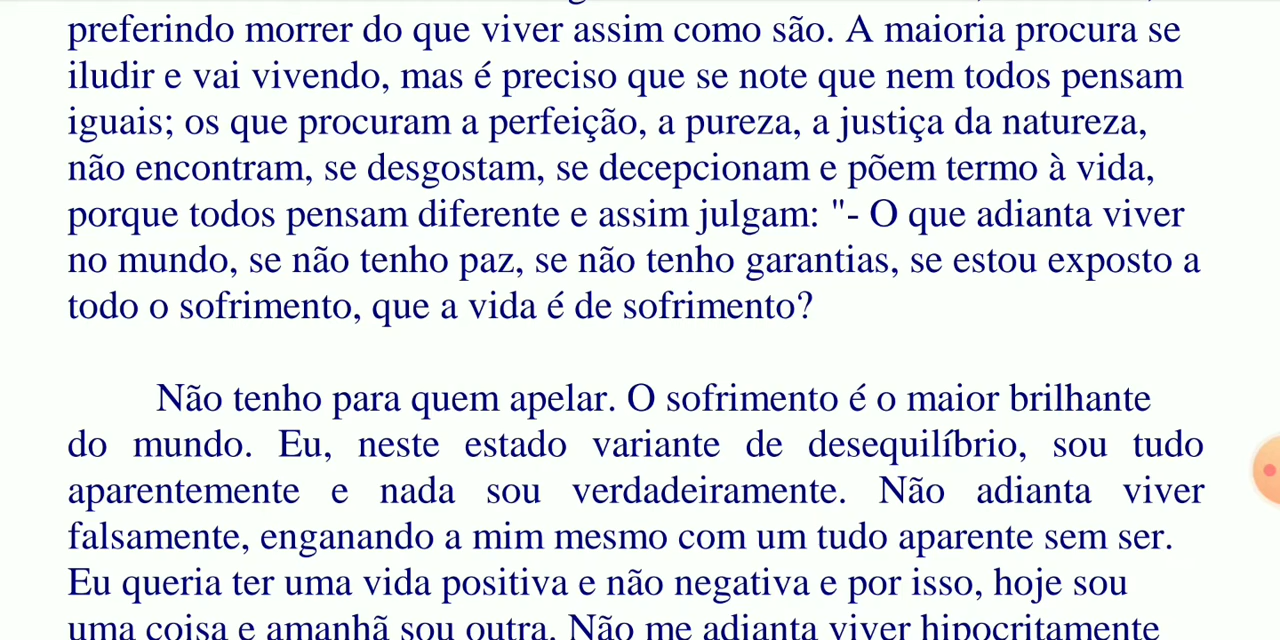 preferindo morrer do que viver assim como são. A maioria procura se
iludir e vai vivendo, mas é preciso que se note que nem todos pensam
iguais; os que procuram a perfeição, a pureza, a justiça da natureza,
não encontram, se desgostam, se decepcionam e põem termo à vida,
porque todos pensam diferente e assim julgam: "- O que adianta viver
no mundo, se não tenho paz, se não tenho garantias, se estou exposto a
todo o sofrimento, que a vida é de sofrimento?
Não tenho para quem apelar. O sofrimento é o maior brilhante
do mundo. Eu, neste estado variante de desequilíbrio, sou tudo
aparentemente e nada sou verdadeiramente. Não adianta viver
falsamente, enganando a mim mesmo com um tudo aparente sem ser.
Eu queria ter uma vida positiva e não negativa e por isso, hoje sou
uma coisa e amanhã sou outra. Não me adianta viver hipocritamente